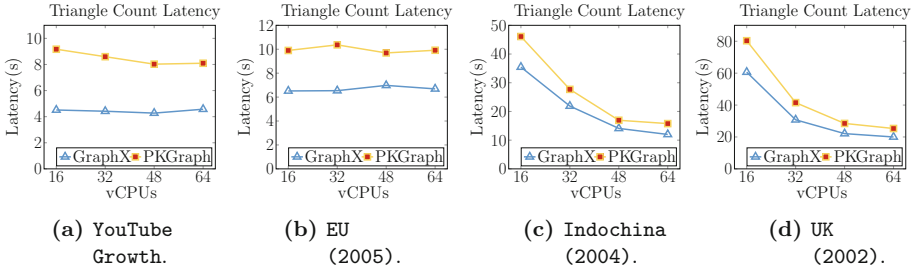 Triangle Count Latency
Latency(s)
10
8
6
4
2
0
GraphX PKGraph
16 32 48 64
vCPUs
(a) YouTube
Growth.
Triangle Count Latency
Latency(s)
12
10
8
6
4
2
0
GraphX PKGraph
16 32 48 64
vCPUs
(b) EU
(2005).
Triangle Count Latency
Latency(s)
50
40
30
20
10
0
GraphX PKGraph
16 32 48 64
vCPUs
(c) Indochina
(2004).
Triangle Count Latency
Latency(s)
80
60
40
20
0
GraphX PKGraph
16 32 48 64
vCPUs
(d) UK
(2002).